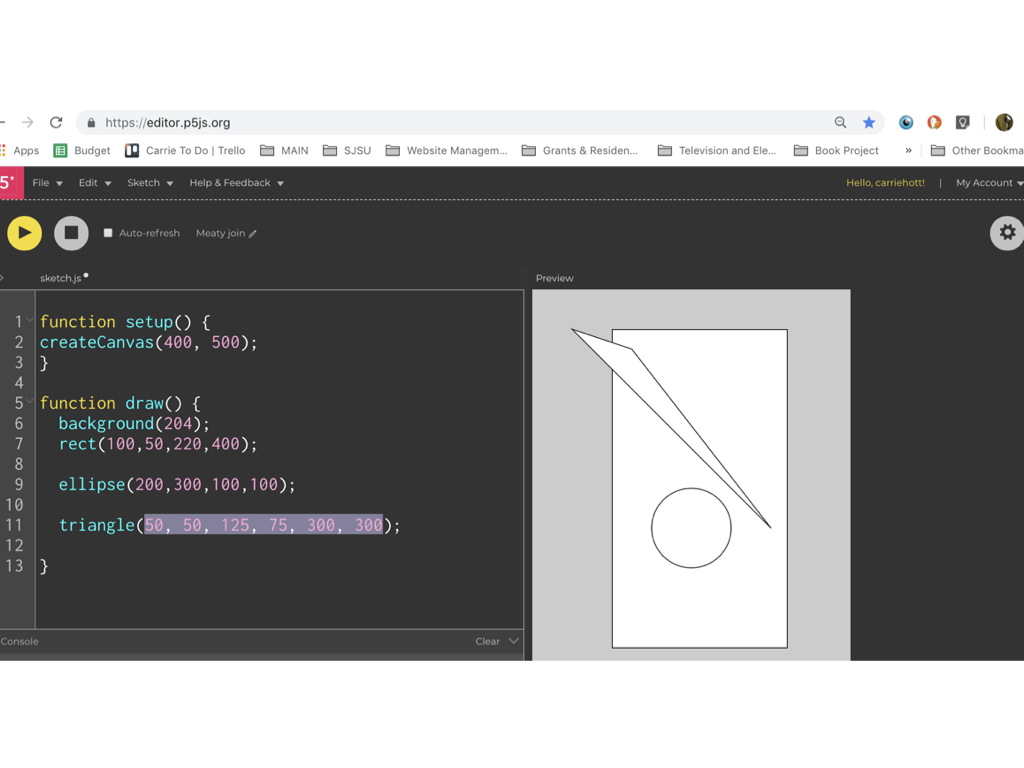 https://editor.p5js.org
Apps Budget Carrie To Do | Trello MAIN SJSU Website Managem... Grants & Residen... Television and Ele... Book Project » Other Bookma
5* File Edit Sketch Help & Feedback Hello, carriehott! | My Account
Auto-refresh Meaty join
sketch.js Preview
1 function setup() {
2 createCanvas(400, 500);
3 }
4
5 function draw() {
6 background(204);
7 rect(100,50,220,400);
8
9 ellipse(200,300,100,100);
10
11 triangle(50, 50, 125, 75, 300, 300);
12
13 }
Console Clear